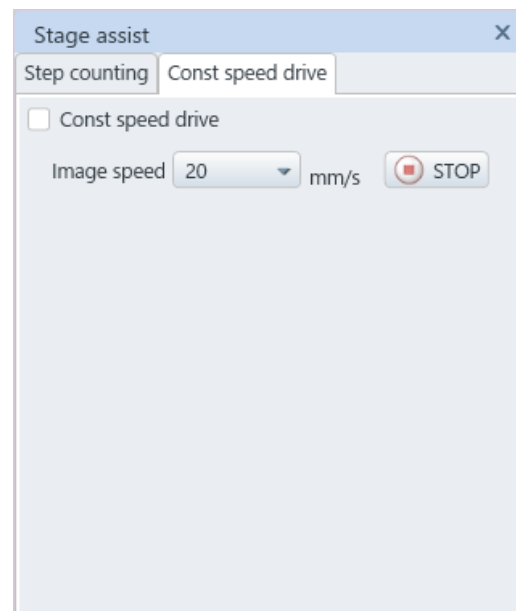 Stage assist
Step counting Const speed drive
Const speed drive
Image speed 20 mm/s STOP